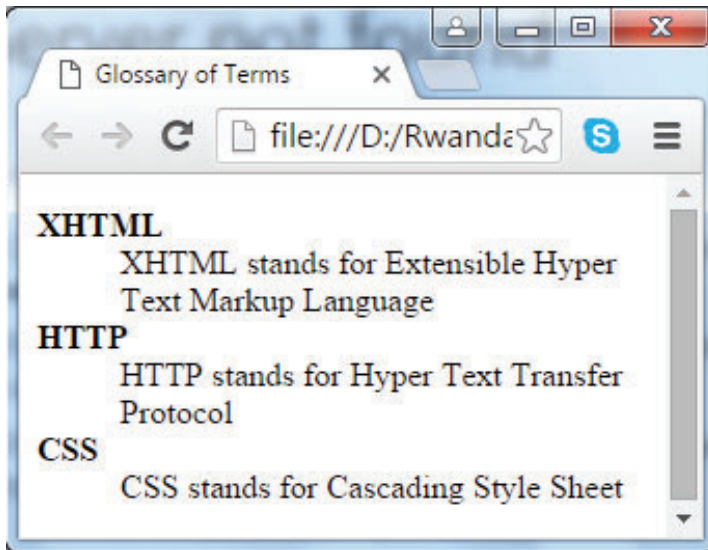 Glossary of Terms
file:///D:/Rwanda
XHTML
XHTML stands for Extensible Hyper
Text Markup Language
HTTP
HTTP stands for Hyper Text Transfer
Protocol
CSS
CSS stands for Cascading Style Sheet